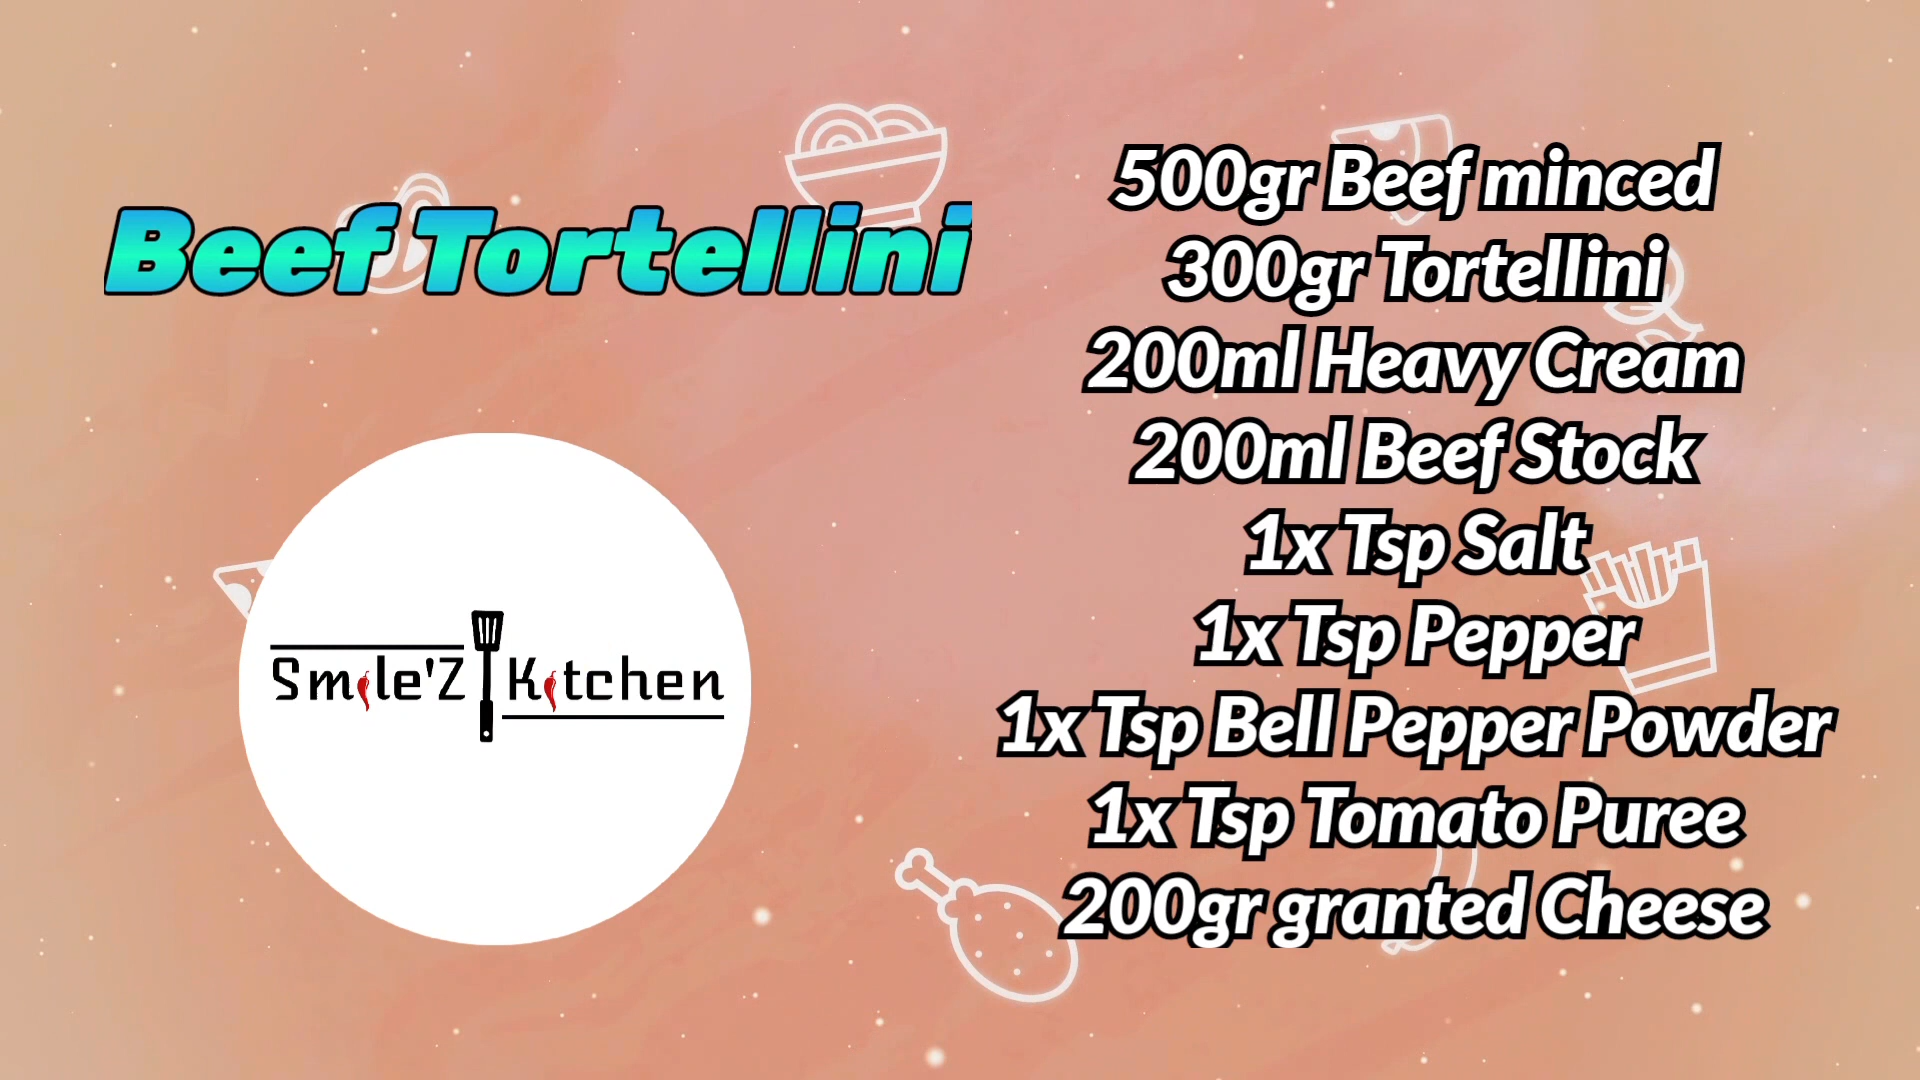 Beef Tortellini
Smile'Z Kitchen
500gr Beef minced
300gr Tortellini
200ml Heavy Cream
200ml Beef Stock
1x Tsp Salt
1x Tsp Pepper
1x Tsp Bell Pepper Powder
1x Tsp Tomato Puree
200gr granted Cheese